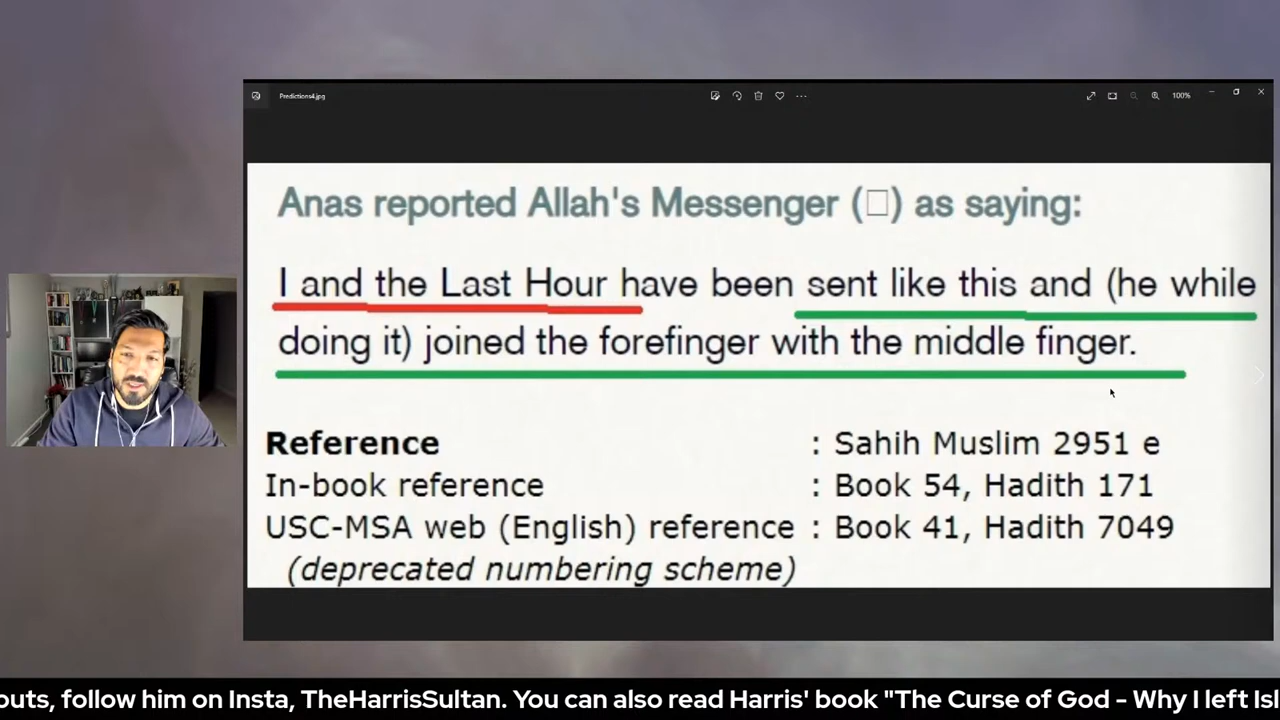 Predictions4.jpg
100%
Anas reported Allah's Messenger (□) as saying:
I and the Last Hour have been sent like this and (he while
doing it) joined the forefinger with the middle finger.
Reference : Sahih Muslim 2951 e
In-book reference : Book 54, Hadith 171
USC-MSA web (English) reference : Book 41, Hadith 7049
(deprecated numbering scheme)
outs, follow him on Insta, TheHarrisSultan. You can also read Harris' book "The Curse of God - Why I left Isl